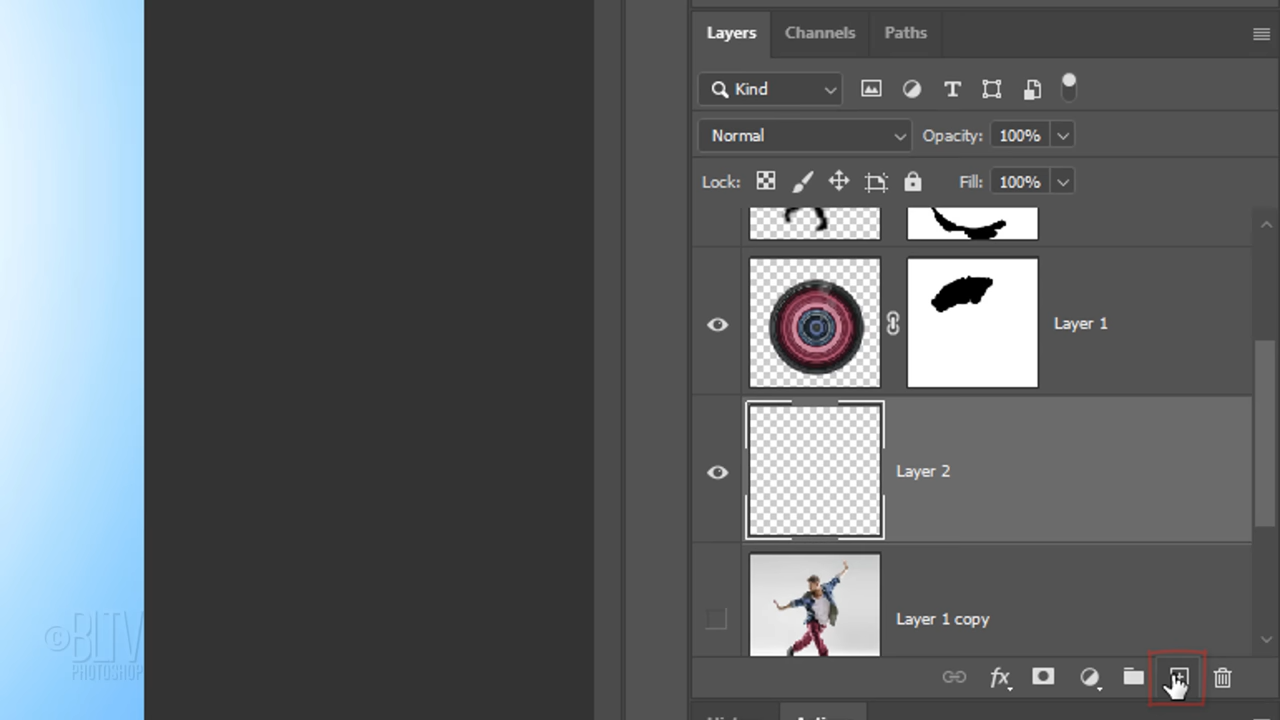 Layers Channels Paths
Kind T
Normal Opacity: 100%
Lock: Fill: 100%
Layer 1
Layer 2
Layer 1 copy
fx
©BLTV
PHOTOSHOP